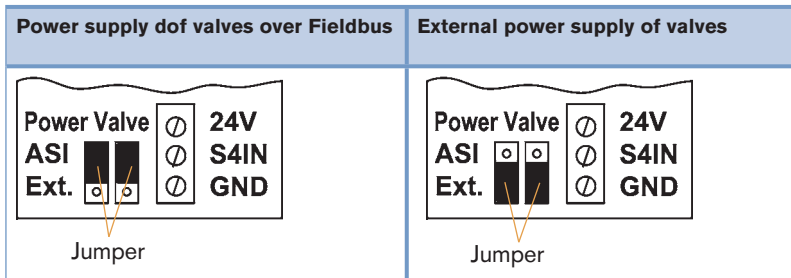 Power supply dof valves over Fieldbus
External power supply of valves
Power Valve 24V
ASI S4IN
Ext. GND
Jumper
Power Valve 24V
ASI S4IN
Ext. GND
Jumper